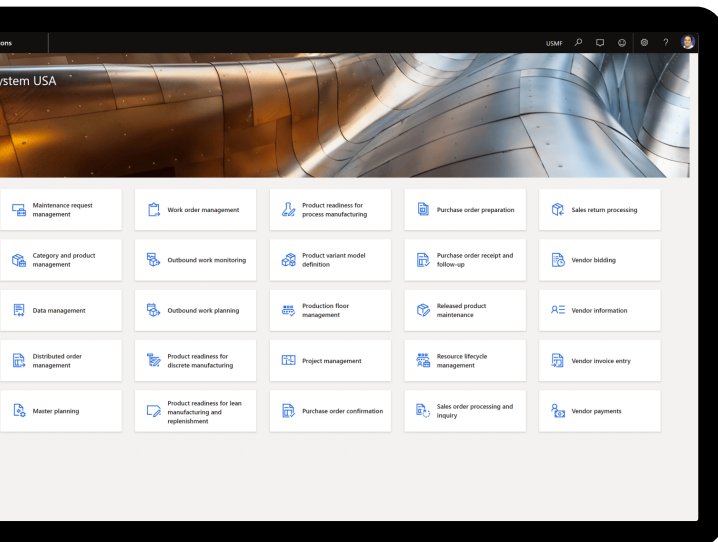 ons
USMF
?
ystem USA
Maintenance request
management
Work order management
Product readiness for
process manufacturing
Purchase order preparation
Sales return processing
Category and product
management
Outbound work monitoring
Product variant model
definition
Purchase order receipt and
follow-up
Vendor bidding
Data management
Outbound work planning
Production floor
management
Released product
maintenance
Vendor information
Distributed order
management
Product readiness for
discrete manufacturing
Project management
Resource lifecycle
management
Vendor invoice entry
Master planning
Product readiness for lean
manufacturing and
replenishment
Purchase order confirmation
Sales order processing and
inquiry
Vendor payments